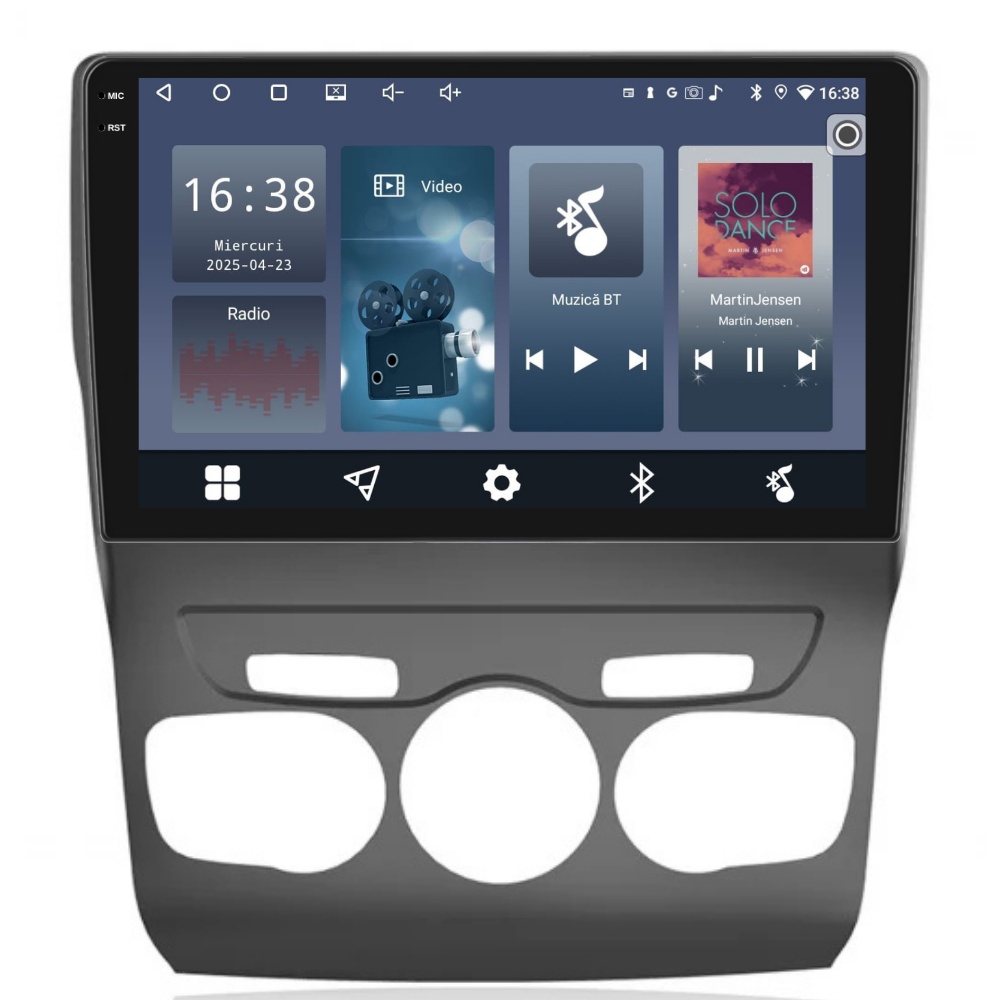 MIC
RST
G
16:38
16:38
Miercuri
2025-04-23
Radio
Video
Muzică BT
SOLO
DANCE
MARTIN JENSEN
MartinJensen
Martin Jensen